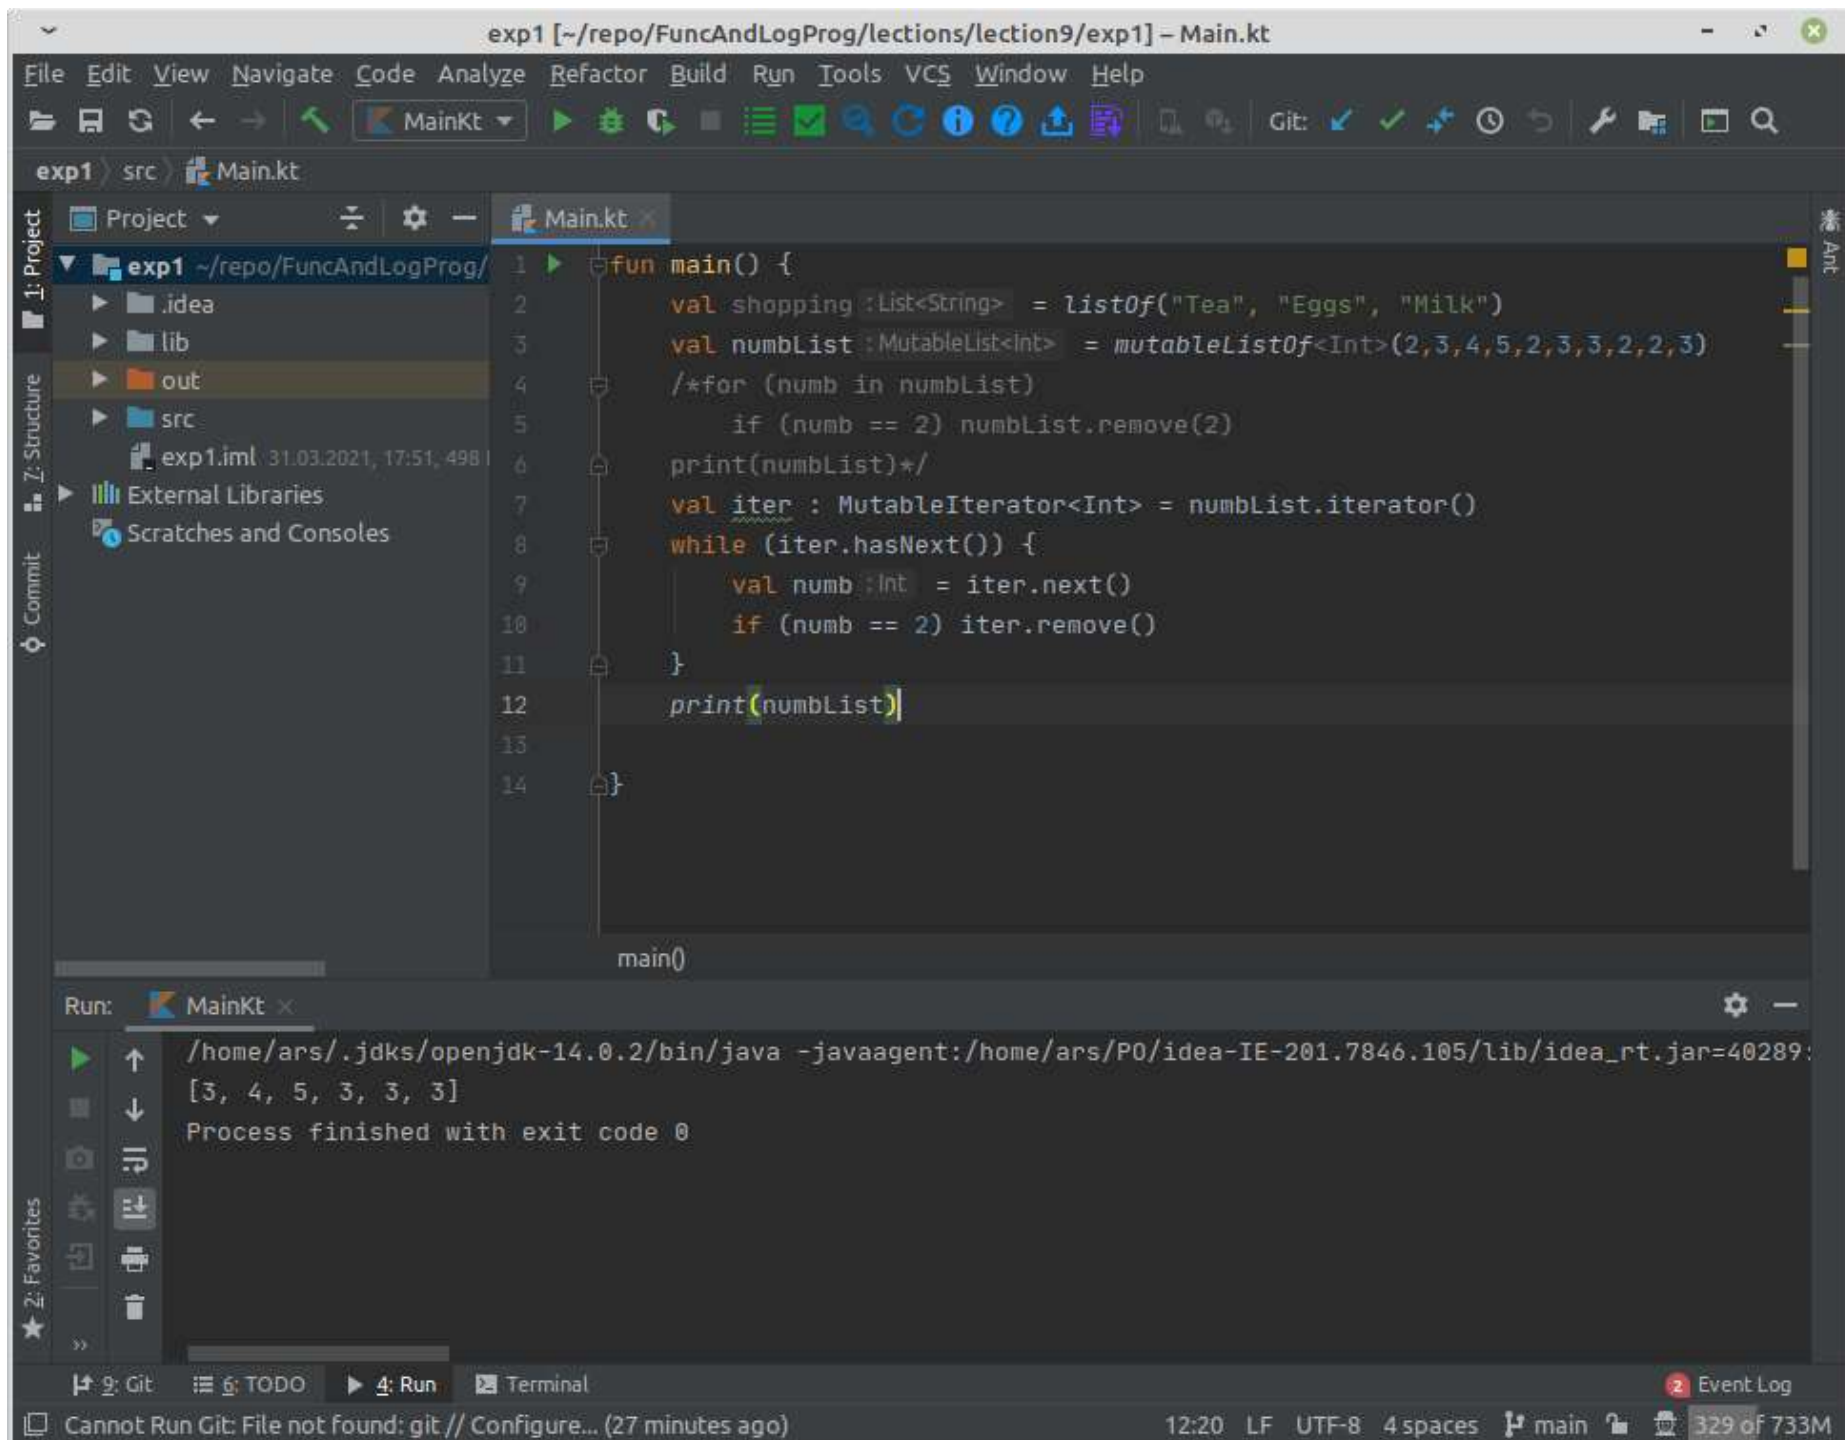 exp1 [~/repo/FuncAndLogProg/lections/lection9/exp1] – Main.kt
File Edit View Navigate Code Analyze Refactor Build Run Tools VCS Window Help
MainKt Git:
exp1 src Main.kt
1: Project
7: Structure
Commit
2: Favorites
Project
exp1 ~/repo/FuncAndLogProg/
.idea
lib
out
src
exp1.iml 31.03.2021, 17:51, 498
External Libraries
Scratches and Consoles
Main.kt
Ant
1 fun main() {
2 val shopping : List<String> = listOf("Tea", "Eggs", "Milk")
3 val numbList : MutableList<Int> = mutableListOf<Int>(2,3,4,5,2,3,3,2,2,3)
4 /*for (numb in numbList)
5 if (numb == 2) numbList.remove(2)
6 print(numbList)*/
7 val iter : MutableIterator<Int> = numbList.iterator()
8 while (iter.hasNext()) {
9 val numb : Int = iter.next()
10 if (numb == 2) iter.remove()
11 }
12 print(numbList)
13
14 }
main()
Run: MainKt
/home/ars/.jdks/openjdk-14.0.2/bin/java -javaagent:/home/ars/PO/idea-IE-201.7846.105/lib/idea_rt.jar=40289:
[3, 4, 5, 3, 3, 3]
Process finished with exit code 0
9: Git 6: TODO 4: Run Terminal 2 Event Log
Cannot Run Git: File not found: git // Configure... (27 minutes ago) 12:20 LF UTF-8 4 spaces main 329 of 733M